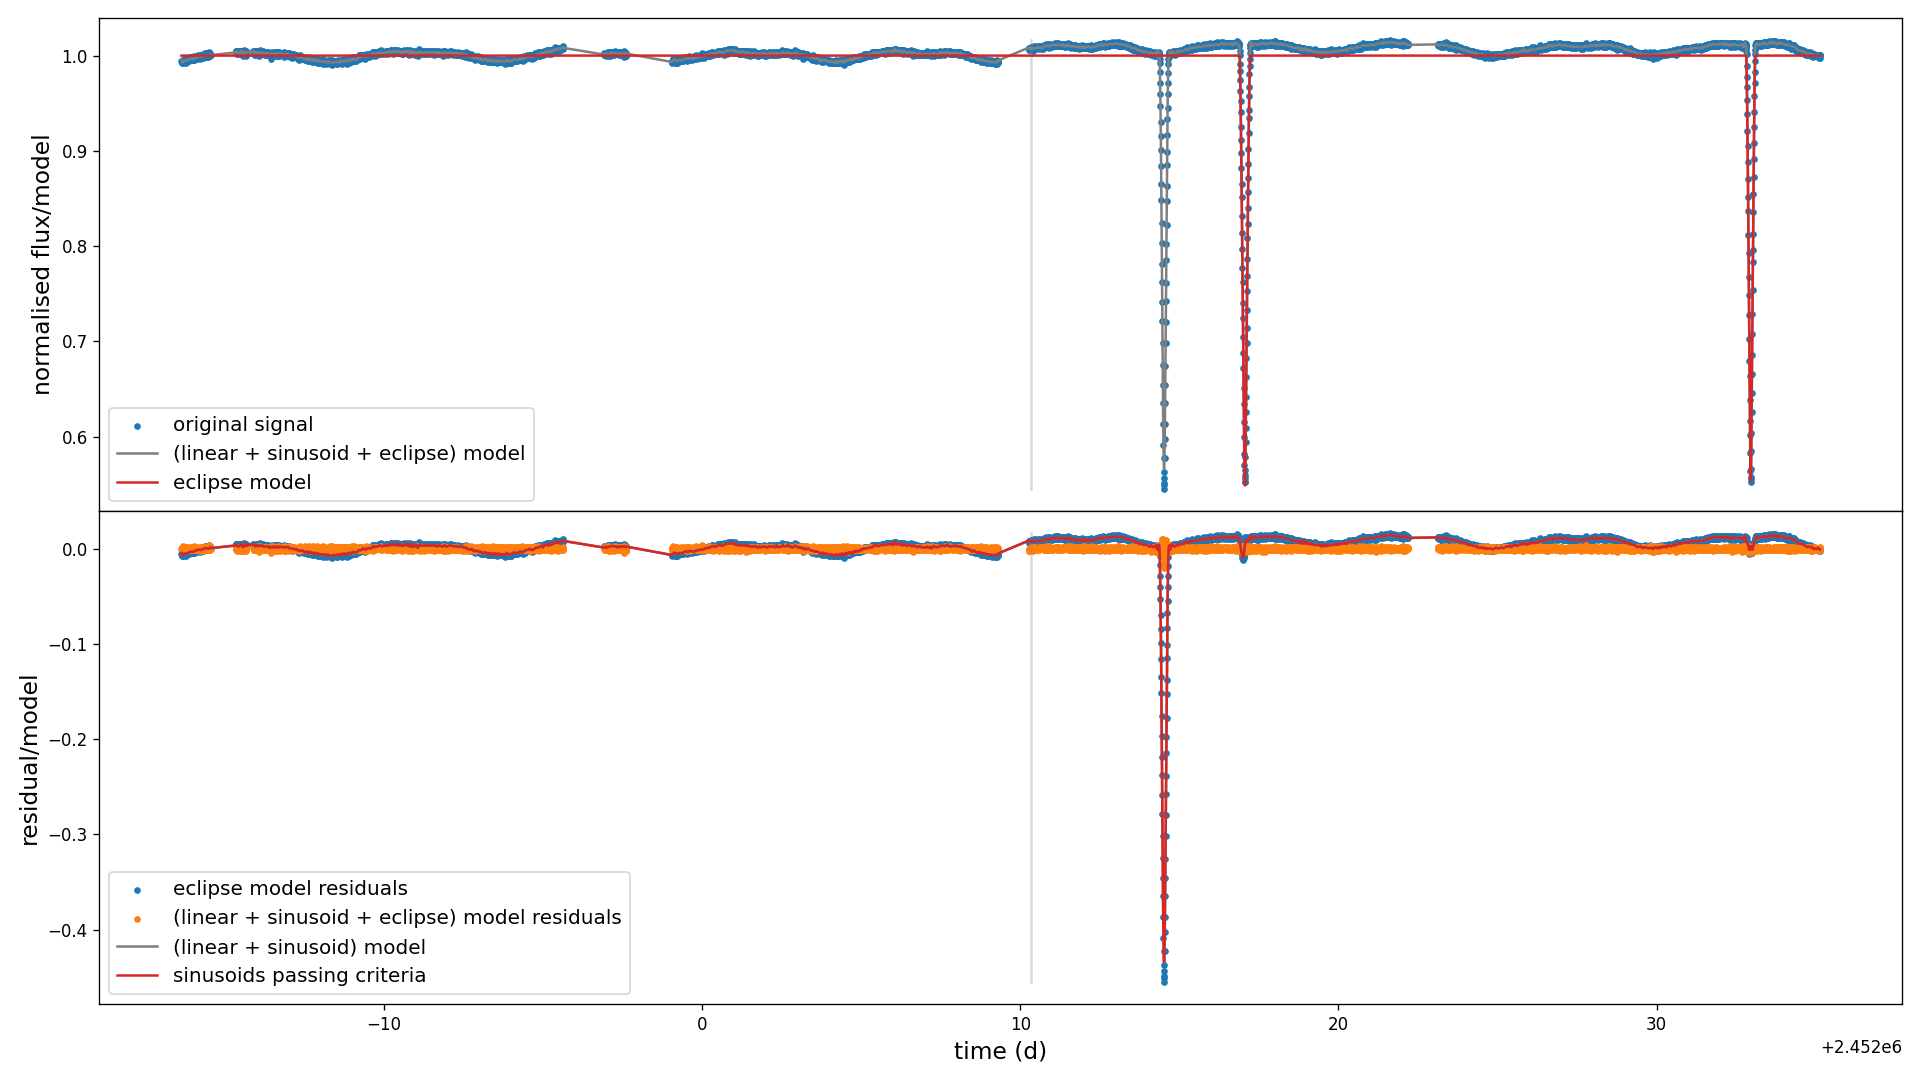 1.0
0.9
0.8
0.7
0.6
normalised flux/model
original signal
(linear + sinusoid + eclipse) model
eclipse model
0.0
−0.1
−0.2
−0.3
−0.4
residual/model
eclipse model residuals
(linear + sinusoid + eclipse) model residuals
(linear + sinusoid) model
sinusoids passing criteria
−10
0
10
20
30
time (d)
+2.452e6